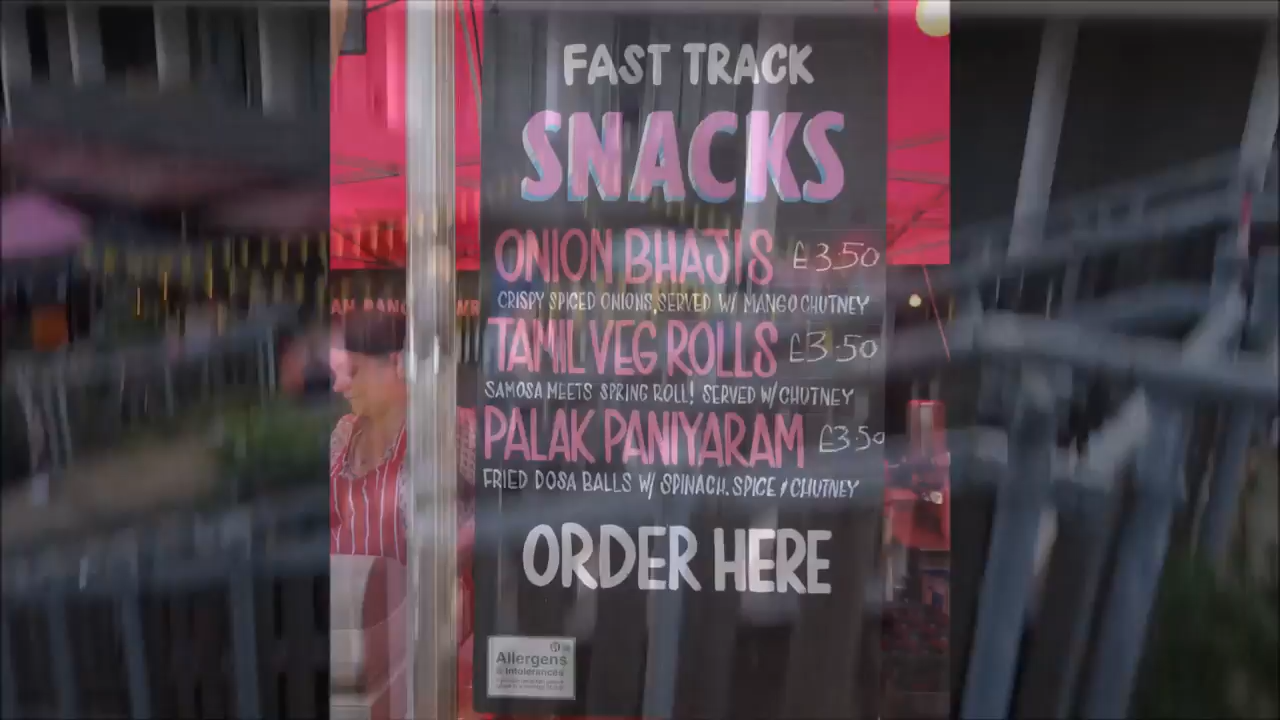 FAST TRACK
SNACKS
ONION BHAJIS £3.50
CRISPY SPICED ONIONS, SERVED W/ MANGO CHUTNEY
TAMIL VEG ROLLS £3.50
SAMOSA MEETS SPRING ROLL! SERVED W/ CHUTNEY
PALAK PANIYARAM £3.50
FRIED DOSA BALLS W/ SPINACH, SPICE & CHUTNEY
ORDER HERE
Allergens
& intolerances